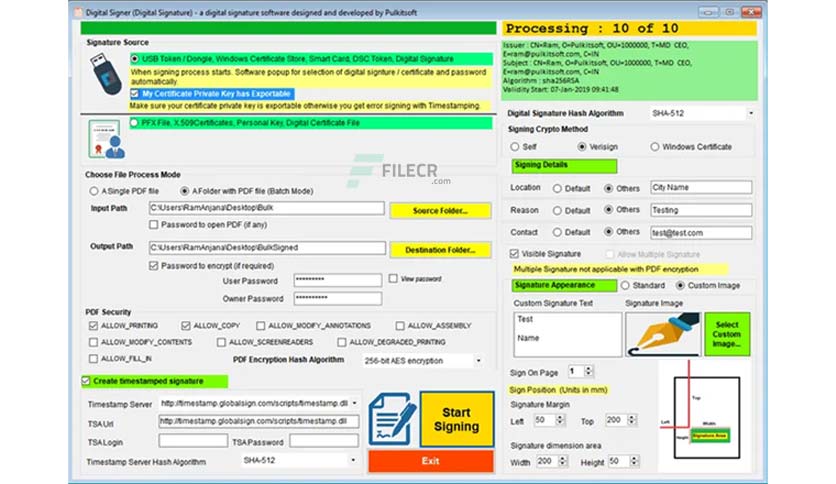 Digital Signer (Digital Signature) - a digital signature software designed and developed by Pulkitsoft
Processing : 10 of 10
Signature Source
USB Token / Dongle, Windows Certificate Store, Smart Card, DSC Token, Digital Signature
When signing process starts. Software popup for selection of digital signture / certificate and password
automatically.
My Certificate Private Key has Exportable
Make sure your certificate private key is exportable otherwise you get error signing with Timestamping.
PFX File, X.509Certificates, Personal Key, Digital Certificate File
Issuer : CN=Ram, O=Pulkitsoft, OU=1000000, T=MD CEO,
E=ram@pulkitsoft.com, C=IN
Subject : CN=Ram, O=Pulkitsoft, OU=1000000, T=MD CEO,
E=ram@pulkitsoft.com, C=IN
Algorithm : sha256RSA
Validity Start: 07-Jan-2019 09:41:48
Digital Signature Hash Algorithm
SHA-512
Signing Crypto Method
Self
Verisign
Windows Certificate
FILECR
.com
Choose File Process Mode
A Single PDF file
A Folder with PDF file (Batch Mode)
Input Path
C:\Users\RamAnjana\Desktop\Bulk
Source Folder...
Password to open PDF (if any)
Output Path
C:\Users\RamAnjana\Desktop\BulkSigned
Destination Folder...
Password to encrypt (if required)
User Password
*********
View password
Owner Password
*********
Signing Details
Location
Default
Others
City Name
Reason
Default
Others
Testing
Contact
Default
Others
test@test.com
Visible Signature
Allow Multiple Signature
Multiple Signature not applicable with PDF encryption
Signature Appearance
Standard
Custom Image
Custom Signature Text
Signature Image
Test
Name
Select
Custom
Image...
PDF Security
ALLOW_PRINTING
ALLOW_COPY
ALLOW_MODIFY_ANNOTATIONS
ALLOW_ASSEMBLY
ALLOW_MODIFY_CONTENTS
ALLOW_SCREENREADERS
ALLOW_DEGRADED_PRINTING
ALLOW_FILL_IN
PDF Encryption Hash Algorithm
256-bit AES encryption
Create timestamped signature
Timestamp Server
http://timestamp.globalsign.com/scripts/timestamp.dll
TSA Url
http://timestamp.globalsign.com/scripts/timestamp.dll
TSA Login
TSA Password
Timestamp Server Hash Algorithm
SHA-512
Start
Signing
Exit
Sign On Page
1
Sign Position (Units in mm)
Signature Margin
Left
50
Top
200
Signature dimension area
Width
200
Height
50
Top
Left
Width
Height
Signature Area